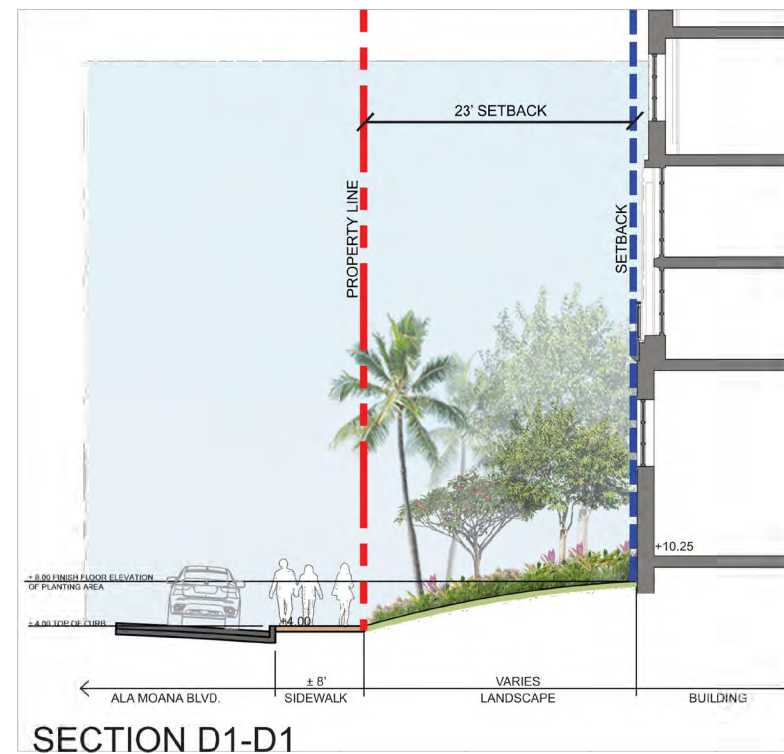 23' SETBACK
PROPERTY LINE
SETBACK
+10.25
± 8.00 FINISH FLOOR ELEVATION
OF PLANTING AREA
± 4.00 TOP OF CURB
±4.00
± 8' VARIES
ALA MOANA BLVD. SIDEWALK LANDSCAPE BUILDING
SECTION D1-D1